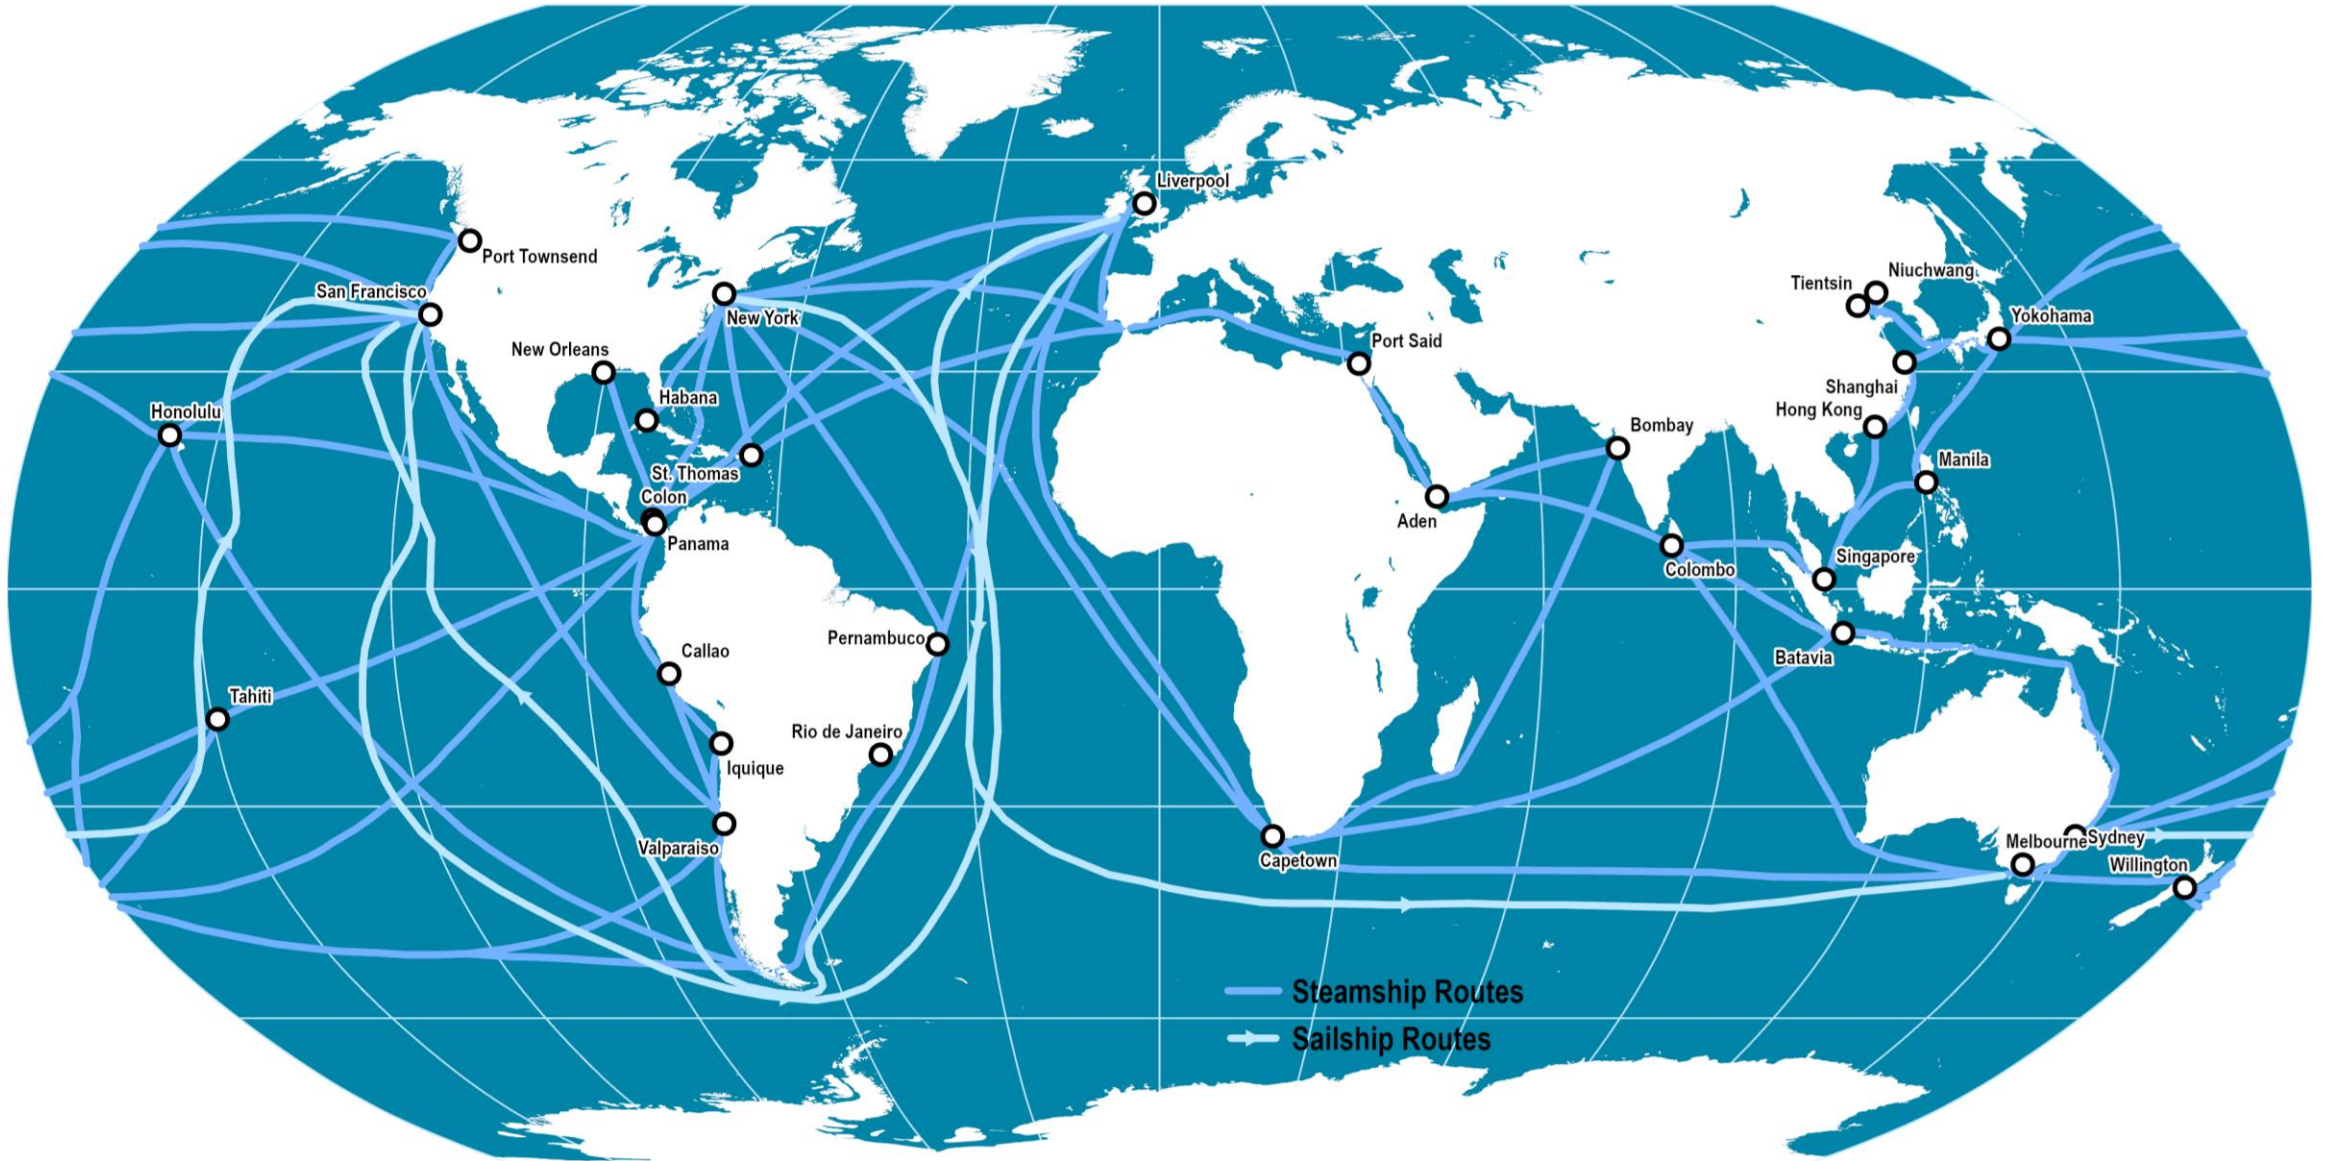 Liverpool
Port Townsend
Niuchwang
Tientsin
San Francisco
New York
Yokohama
Port Said
New Orleans
Shanghai
Habana
Honolulu
Hong Kong
Bombay
Manila
St. Thomas
Colon
Aden
Panama
Singapore
Colombo
Pernambuco
Callao
Batavia
Tahiti
Rio de Janeiro
Iquique
Valparaiso
Melbourne
Sydney
Capetown
Willington
Steamship Routes
Sailship Routes